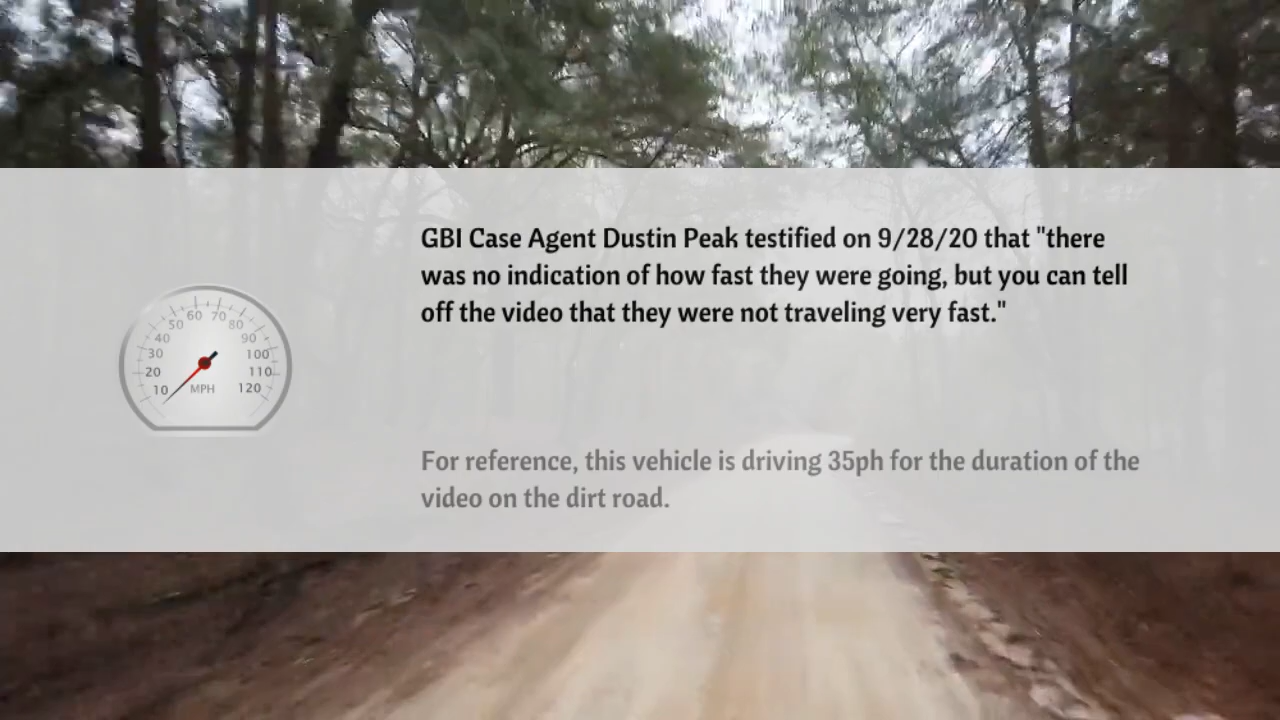 GBI Case Agent Dustin Peak testified on 9/28/20 that "there
was no indication of how fast they were going, but you can tell
off the video that they were not traveling very fast."
60 70
50 80
40 90
30 100
20 110
10 MPH 120
For reference, this vehicle is driving 35ph for the duration of the
video on the dirt road.